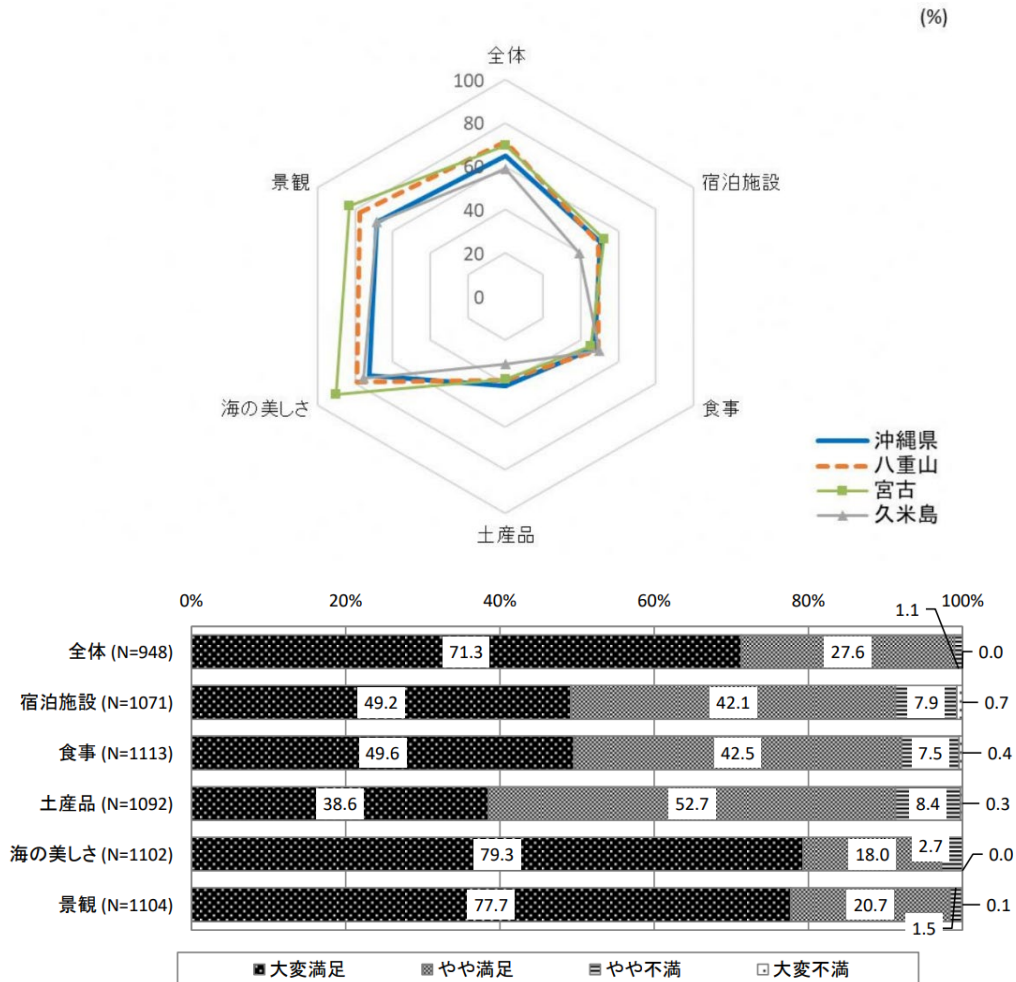 (%)
全体
100
80
60
40
20
0
景観
宿泊施設
海の美しさ
食事
土産品
沖縄県
八重山
宮古
久米島
0%
20%
40%
60%
80%
100%
1.1
全体 (N=948)
71.3
27.6
0.0
宿泊施設 (N=1071)
49.2
42.1
7.9
0.7
食事 (N=1113)
49.6
42.5
7.5
0.4
土産品 (N=1092)
38.6
52.7
8.4
0.3
海の美しさ (N=1102)
79.3
18.0
2.7
0.0
景観 (N=1104)
77.7
20.7
1.5
0.1
大変満足
やや満足
やや不満
大変不満